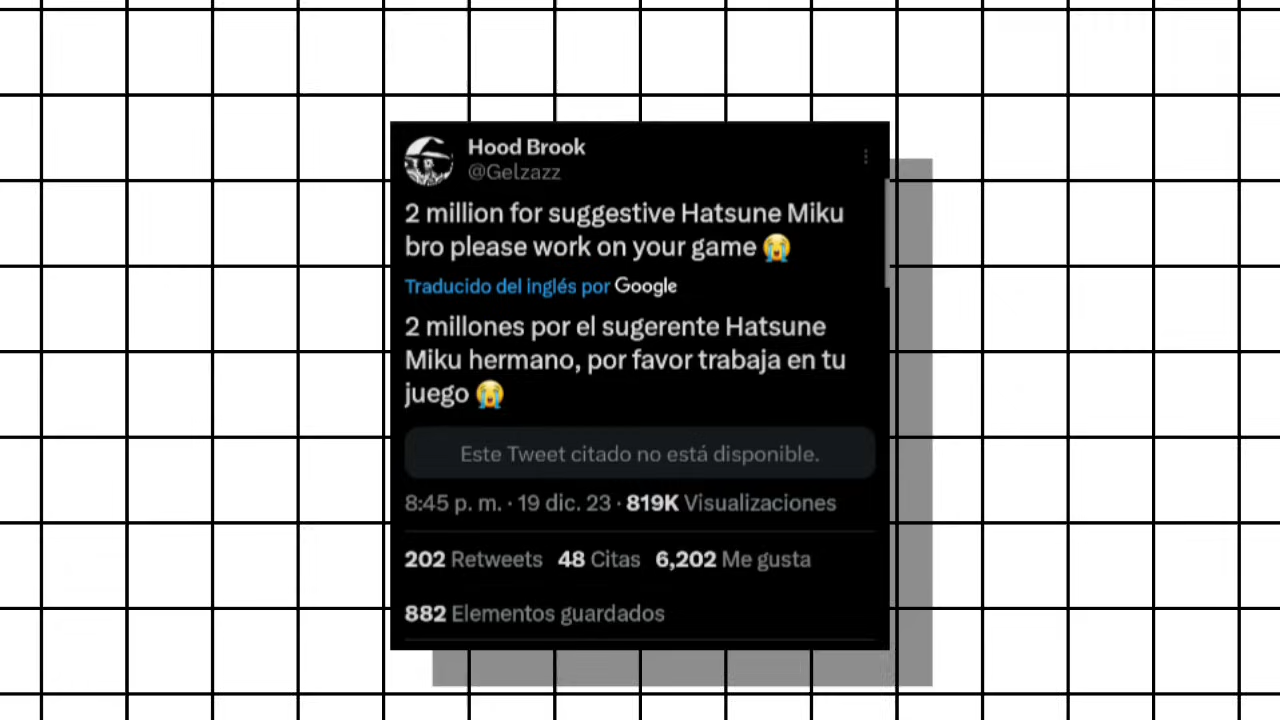 Hood Brook
@Gelzazz
2 million for suggestive Hatsune Miku
bro please work on your game 😭
Traducido del inglés por Google
2 millones por el sugerente Hatsune
Miku hermano, por favor trabaja en tu
juego 😭
Este Tweet citado no está disponible.
8:45 p. m. · 19 dic. 23 · 819K Visualizaciones
202 Retweets 48 Citas 6,202 Me gusta
882 Elementos guardados